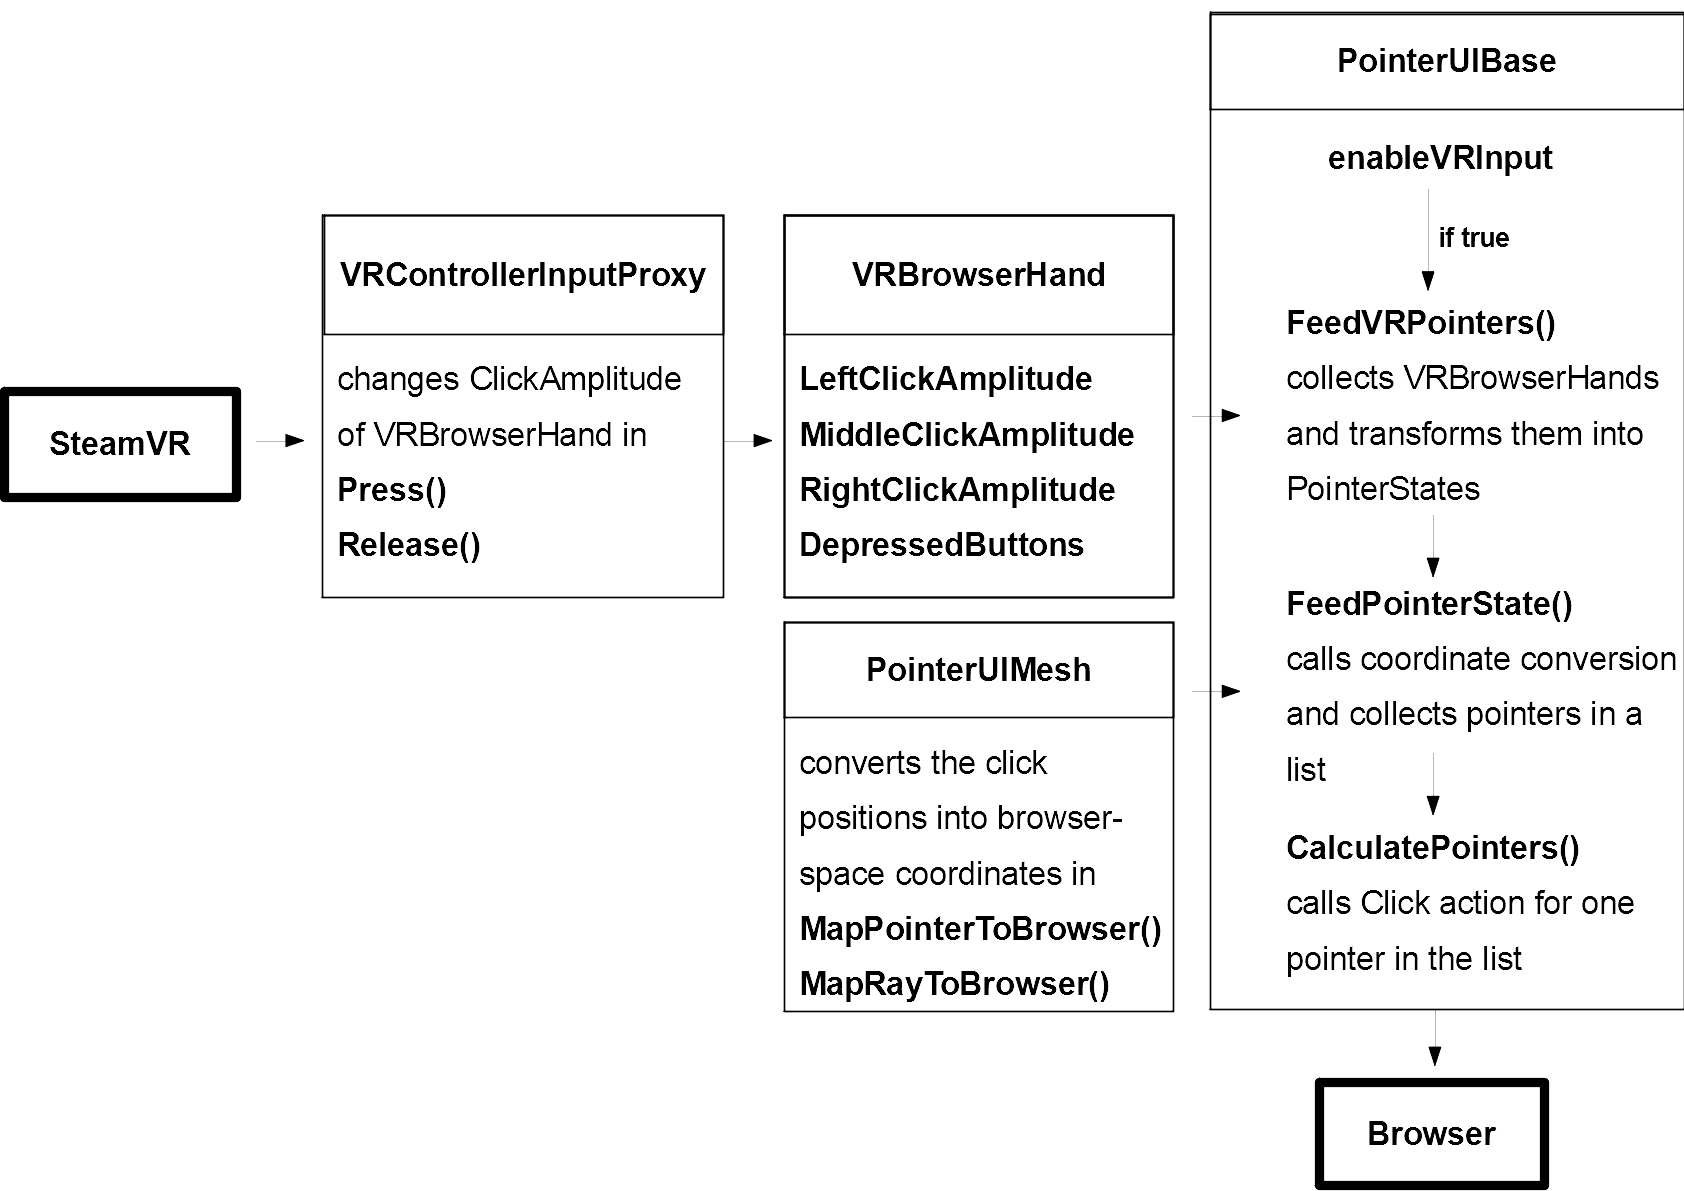 SteamVR
VRControllerInputProxy
changes ClickAmplitude
of VRBrowserHand in
Press()
Release()
VRBrowserHand
LeftClickAmplitude
MiddleClickAmplitude
RightClickAmplitude
DepressedButtons
PointerUIMesh
converts the click
positions into browser-
space coordinates in
MapPointerToBrowser()
MapRayToBrowser()
PointerUIBase
enableVRInput
if true
FeedVRPointers()
collects VRBrowserHands
and transforms them into
PointerStates
FeedPointerState()
calls coordinate conversion
and collects pointers in a
list
CalculatePointers()
calls Click action for one
pointer in the list
Browser